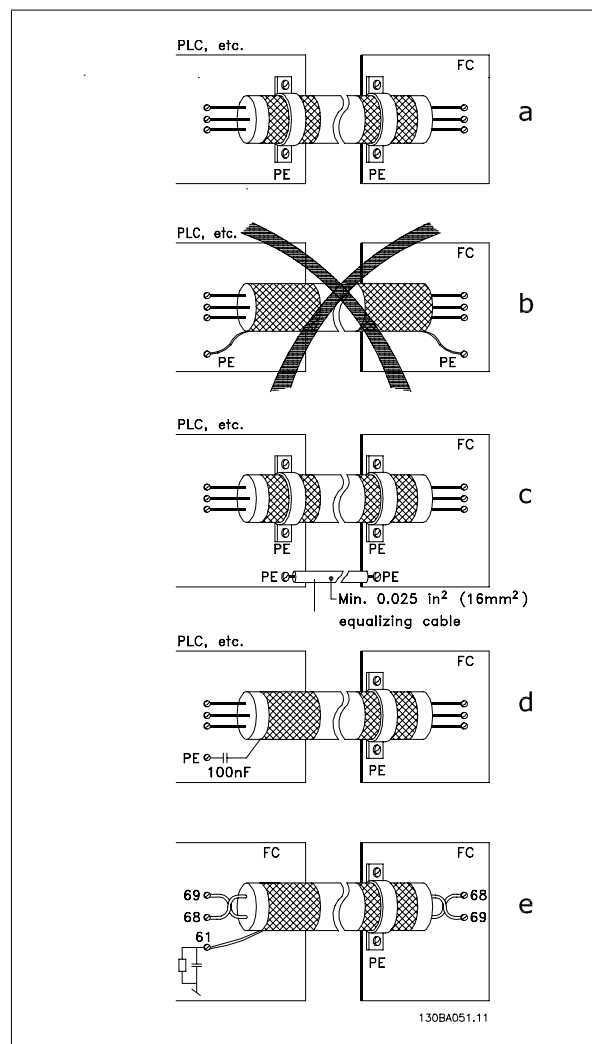 PLC, etc.
FC
PE
PE
a
PLC, etc.
FC
PE
PE
b
PLC, etc.
FC
PE
PE
c
PE
PE
Min. 0.025 in² (16mm²)
equalizing cable
PLC, etc.
FC
d
PE
100nF
PE
FC
FC
69
68
68
69
e
61
PE
130BA051.11